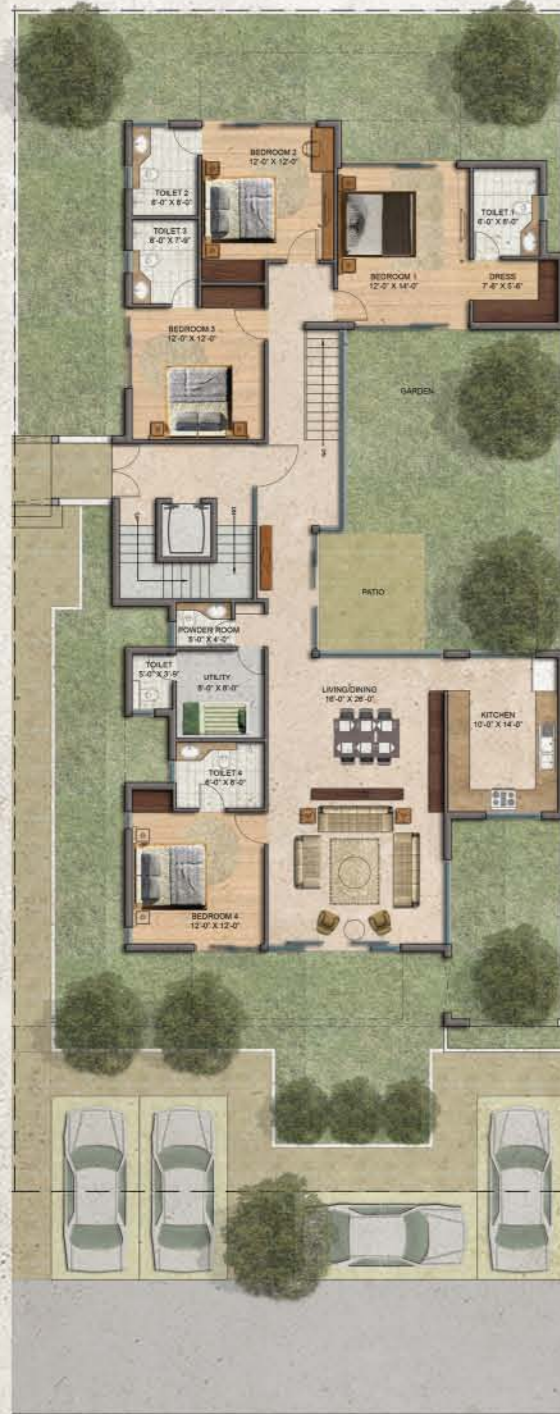 BEDROOM 2
12'-0" X 12'-0"
TOILET 2
8'-0" X 8'-0"
TOILET 1
6'-0" X 8'-0"
TOILET 3
8'-0" X 7'-9"
BEDROOM 1
12'-0" X 14'-0"
DRESS
7'-6" X 5'-6"
BEDROOM 3
12'-0" X 12'-0"
GARDEN
PATIO
POWDER ROOM
5'-0" X 4'-0"
TOILET
5'-0" X 3'-9"
UTILITY
8'-0" X 8'-0"
LIVING/DINING
16'-0" X 26'-0"
KITCHEN
10'-0" X 14'-0"
TOILET 4
8'-0" X 6'-0"
BEDROOM 4
12'-0" X 12'-0"